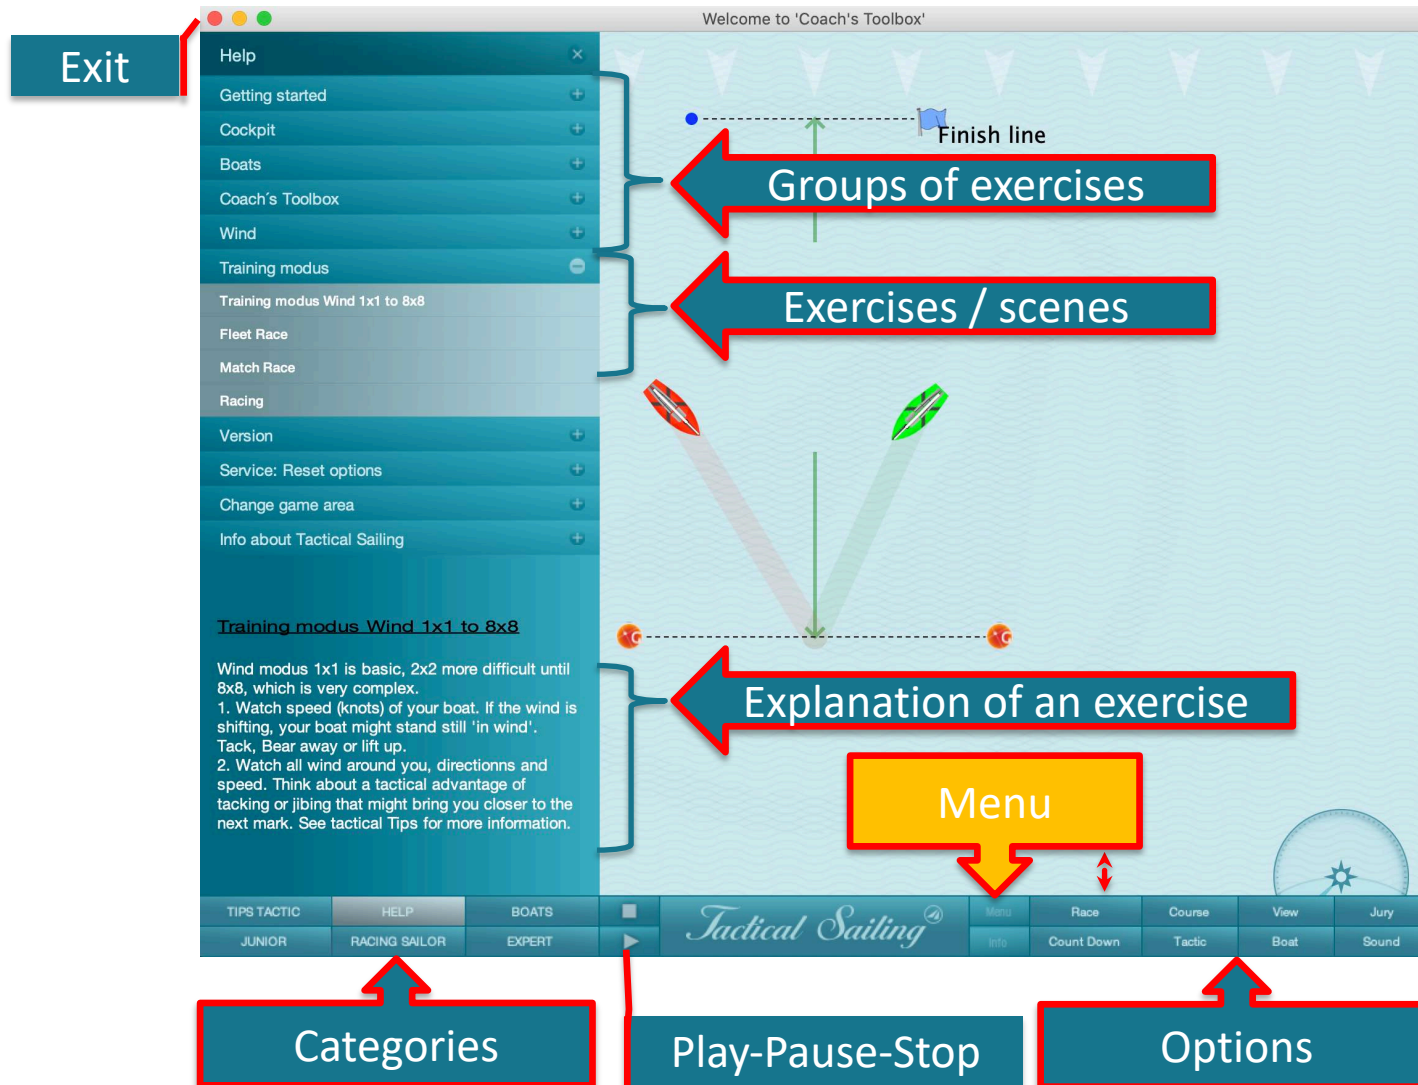 Welcome to 'Coach's Toolbox'
Exit
Help
Getting started
Cockpit
Boats
Coach´s Toolbox
Wind
Training modus
Training modus Wind 1x1 to 8x8
Fleet Race
Match Race
Racing
Version
Service: Reset options
Change game area
Info about Tactical Sailing
Finish line
Groups of exercises
Exercises / scenes
Training modus Wind 1x1 to 8x8
Wind modus 1x1 is basic, 2x2 more difficult until
8x8, which is very complex.
1. Watch speed (knots) of your boat. If the wind is
shifting, your boat might stand still 'in wind'.
Tack, Bear away or lift up.
2. Watch all wind around you, directionns and
speed. Think about a tactical advantage of
tacking or jibing that might bring you closer to the
next mark. See tactical Tips for more information.
C
C
Explanation of an exercise
Menu
TIPS TACTIC HELP BOATS
JUNIOR RACING SAILOR EXPERT
Tactical Sailing
Menu Race Course View Jury
Info Count Down Tactic Boat Sound
Categories
Play-Pause-Stop
Options